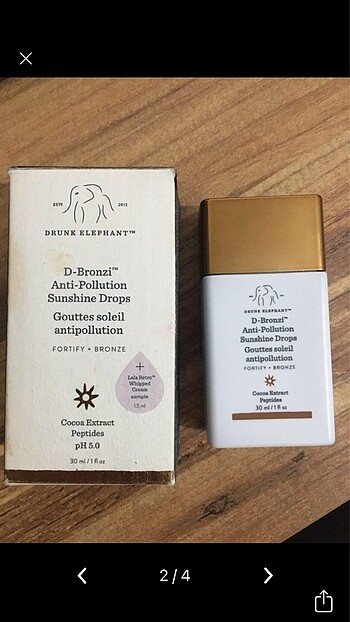 ESTD 2012
DRUNK ELEPHANT™
D-Bronzi™
Anti-Pollution
Sunshine Drops
Gouttes soleil
antipollution
FORTIFY + BRONZE
+
Lala Retro™
Whipped
Cream
sample
1.5 ml
Cocoa Extract
Peptides
pH 5.0
30 ml / 1 fl oz
DRUNK ELEPHANT™
D-Bronzi™
Anti-Pollution
Sunshine Drops
Gouttes soleil
antipollution
FORTIFY + BRONZE
Cocoa Extract
Peptides
30 ml / 1 fl oz
2/4